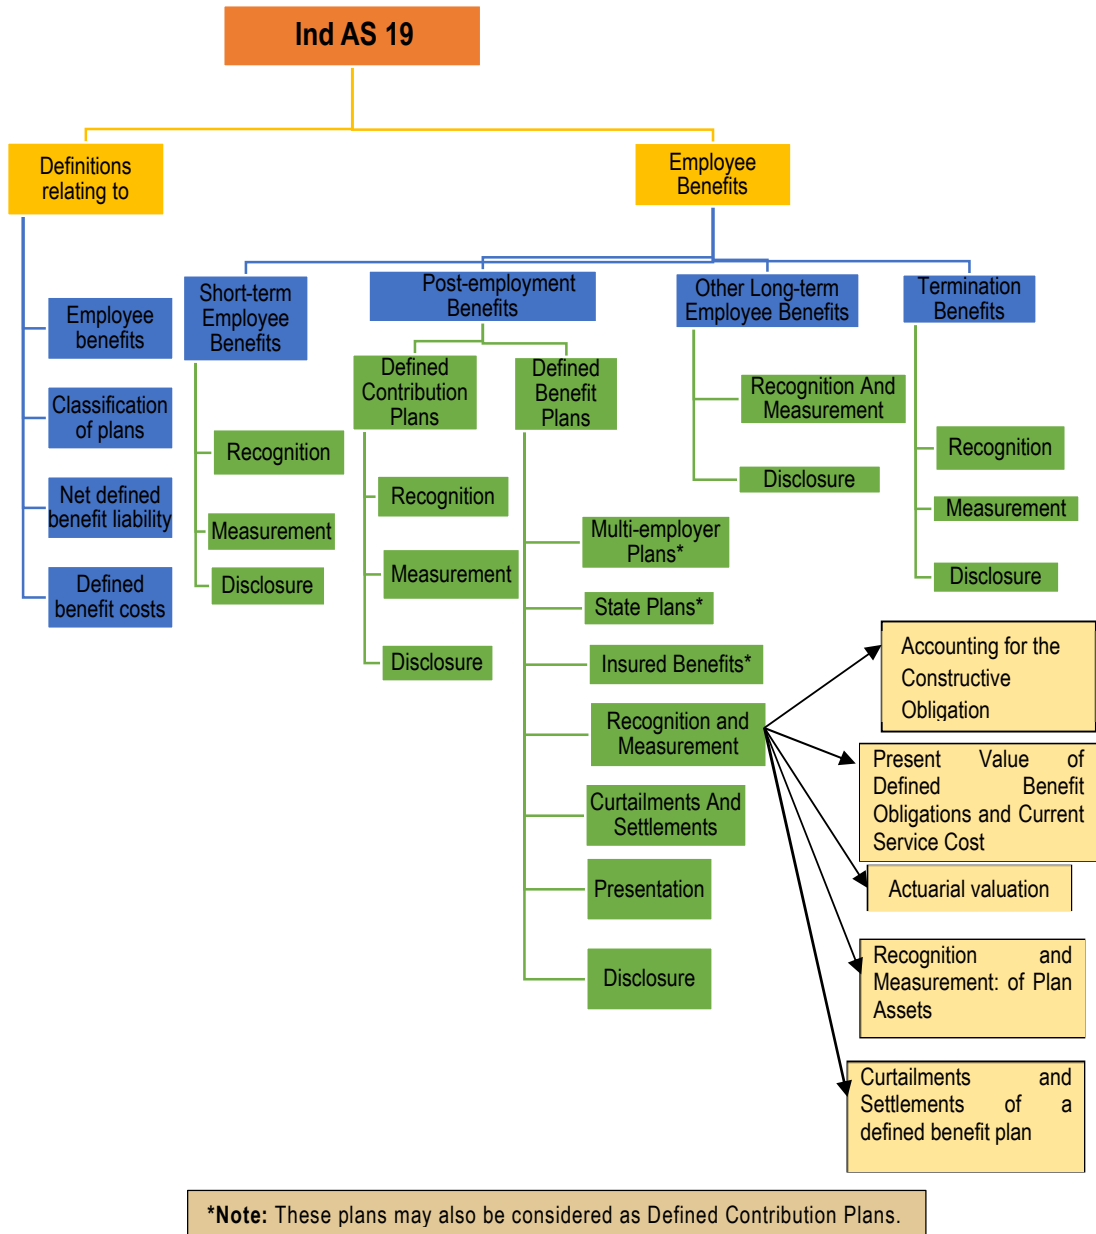 Ind AS 19
Definitions
relating to
Employee
Benefits
Employee
benefits
Classification
of plans
Net defined
benefit liability
Defined
benefit costs
Short-term
Employee
Benefits
Recognition
Measurement
Disclosure
Post-employment
Benefits
Defined
Contribution
Plans
Recognition
Measurement
Disclosure
Defined
Benefit
Plans
Multi-employer
Plans*
State Plans*
Insured Benefits*
Recognition and
Measurement
Curtailments And
Settlements
Presentation
Disclosure
Other Long-term
Employee Benefits
Recognition And
Measurement
Disclosure
Termination
Benefits
Recognition
Measurement
Disclosure
Accounting for the
Constructive
Obligation
Present Value of
Defined Benefit
Obligations and Current
Service Cost
Actuarial valuation
Recognition and
Measurement: of Plan
Assets
Curtailments and
Settlements of a
defined benefit plan
*Note: These plans may also be considered as Defined Contribution Plans.